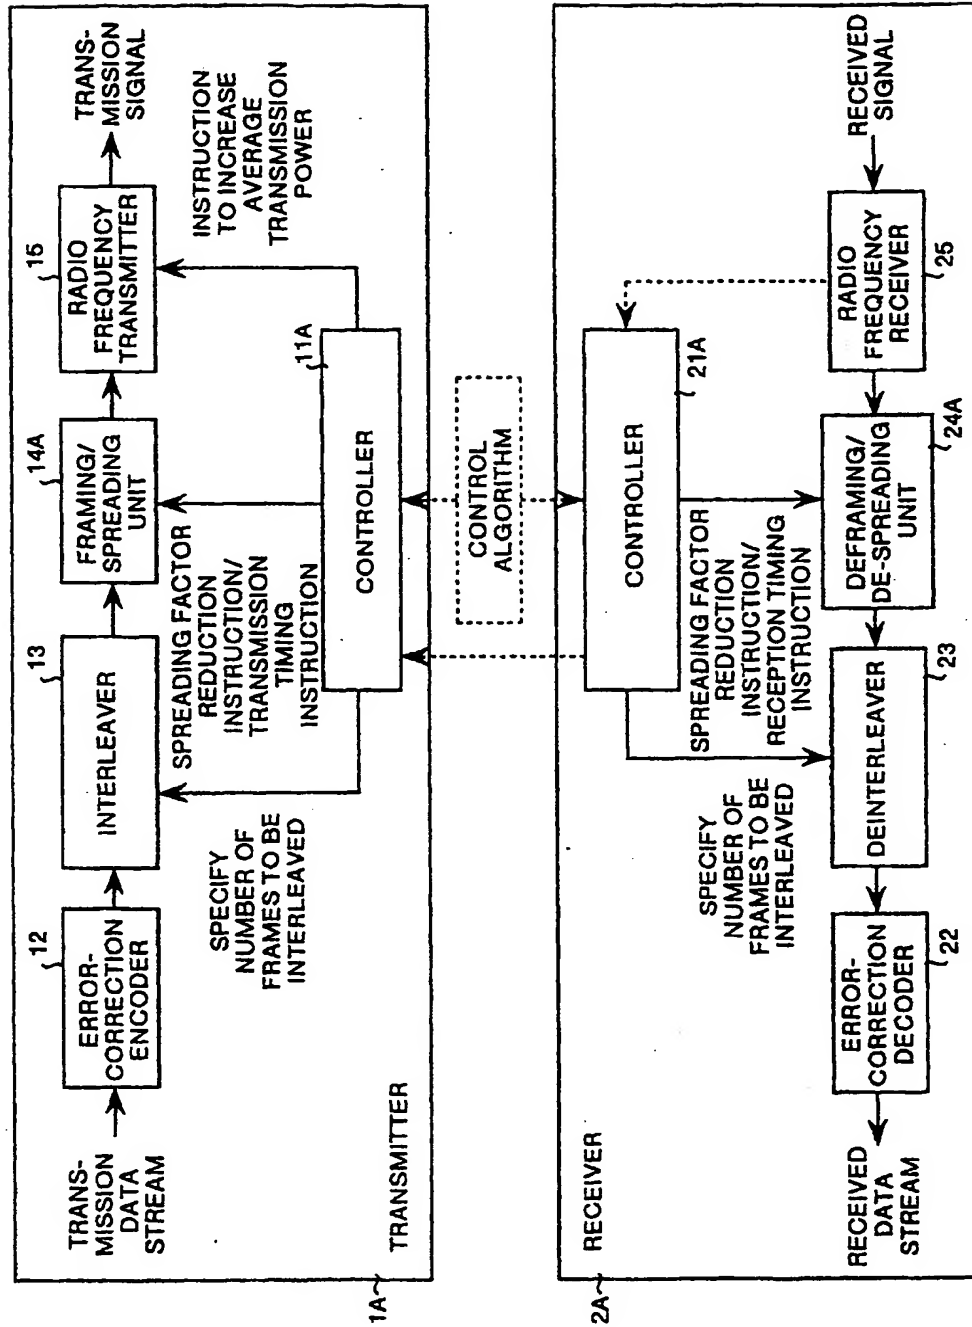 1A
TRANSMITTER
TRANS-
MISSION
DATA
STREAM
12
ERROR-
CORRECTION
ENCODER
13
INTERLEAVER
14A
FRAMING/
SPREADING
UNIT
15
RADIO
FREQUENCY
TRANSMITTER
TRANS-
MISSION
SIGNAL
SPECIFY
NUMBER OF
FRAMES TO BE
INTERLEAVED
SPREADING FACTOR
REDUCTION
INSTRUCTION/
TRANSMISSION
TIMING
INSTRUCTION
INSTRUCTION
TO INCREASE
AVERAGE
TRANSMISSION
POWER
11A
CONTROLLER
CONTROL
ALGORITHM
2A
RECEIVER
CONTROLLER
21A
SPECIFY
NUMBER OF
FRAMES TO BE
INTERLEAVED
SPREADING FACTOR
REDUCTION
INSTRUCTION/
RECEPTION TIMING
INSTRUCTION
RECEIVED
DATA
STREAM
ERROR-
CORRECTION
DECODER
22
DEINTERLEAVER
23
DEFRAMING/
DE-SPREADING
UNIT
24A
RADIO
FREQUENCY
RECEIVER
25
RECEIVED
SIGNAL